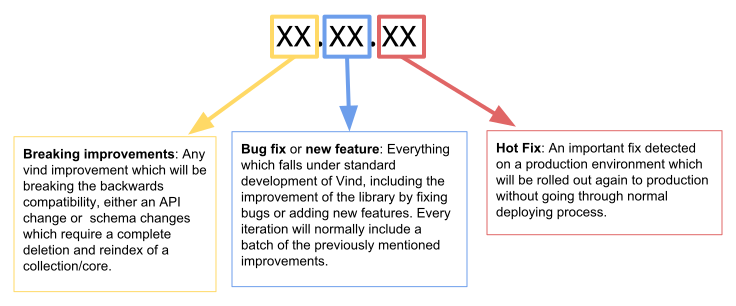 XX.XX.XX
Breaking improvements: Any
vind improvement which will be
breaking the backwards
compatibility, either an API
change or schema changes
which require a complete
deletion and reindex of a
collection/core.
Bug fix or new feature: Everything
which falls under standard
development of Vind, including the
improvement of the library by fixing
bugs or adding new features. Every
iteration will normally include a
batch of the previously mentioned
improvements.
Hot Fix: An important fix detected
on a production environment which
will be rolled out again to production
without going through normal
deploying process.